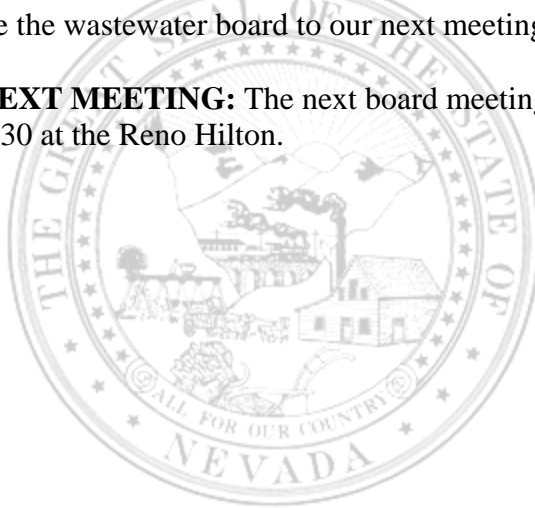 e the wastewater board to our next meeting
EXT MEETING: The next board meeting
30 at the Reno Hilton.
THE GREAT SEAL OF THE STATE OF
ALL FOR OUR COUNTRY
NEVADA